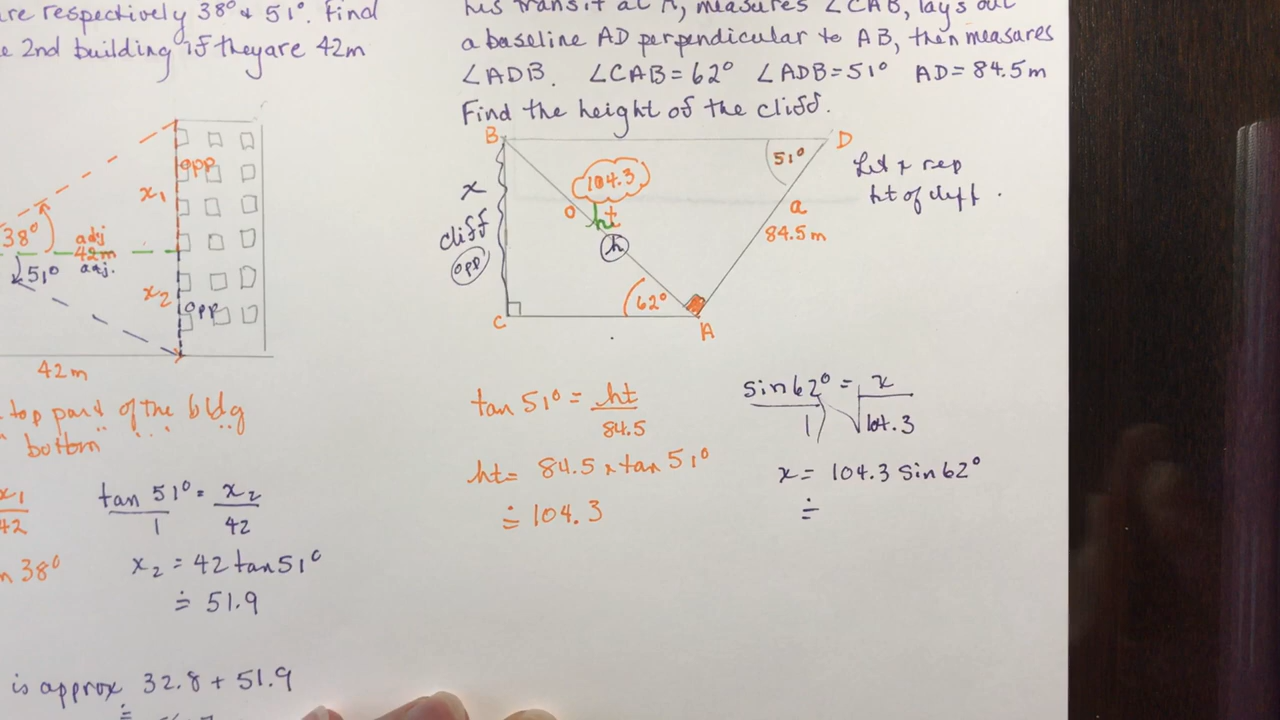 are respectively 38° & 51°. Find
e 2nd building if they are 42m
opp
x₁
38°
adj
42m
adj.
51°
x₂
opp
42m
top part of the bldg
" bottom" " " "
x₁
42
tan 51° = x₂
1 42
n 38°
x₂ = 42 tan 51°
≐ 51.9
is approx 32.8 + 51.9
≐
his transit at A, measures ∠CAB, lays out
a baseline AD perpendicular to AB, then measures
∠ADB. ∠CAB = 62° ∠ADB = 51° AD = 84.5m
Find the height of the cliff.
B
D
51°
Let x rep
ht of cliff.
x
104.3
o
ht
h
a
84.5m
cliff
opp
62°
C
A
tan 51° = ht
84.5
ht = 84.5 x tan 51°
≐ 104.3
sin 62° = x
1 104.3
x = 104.3 sin 62°
≐